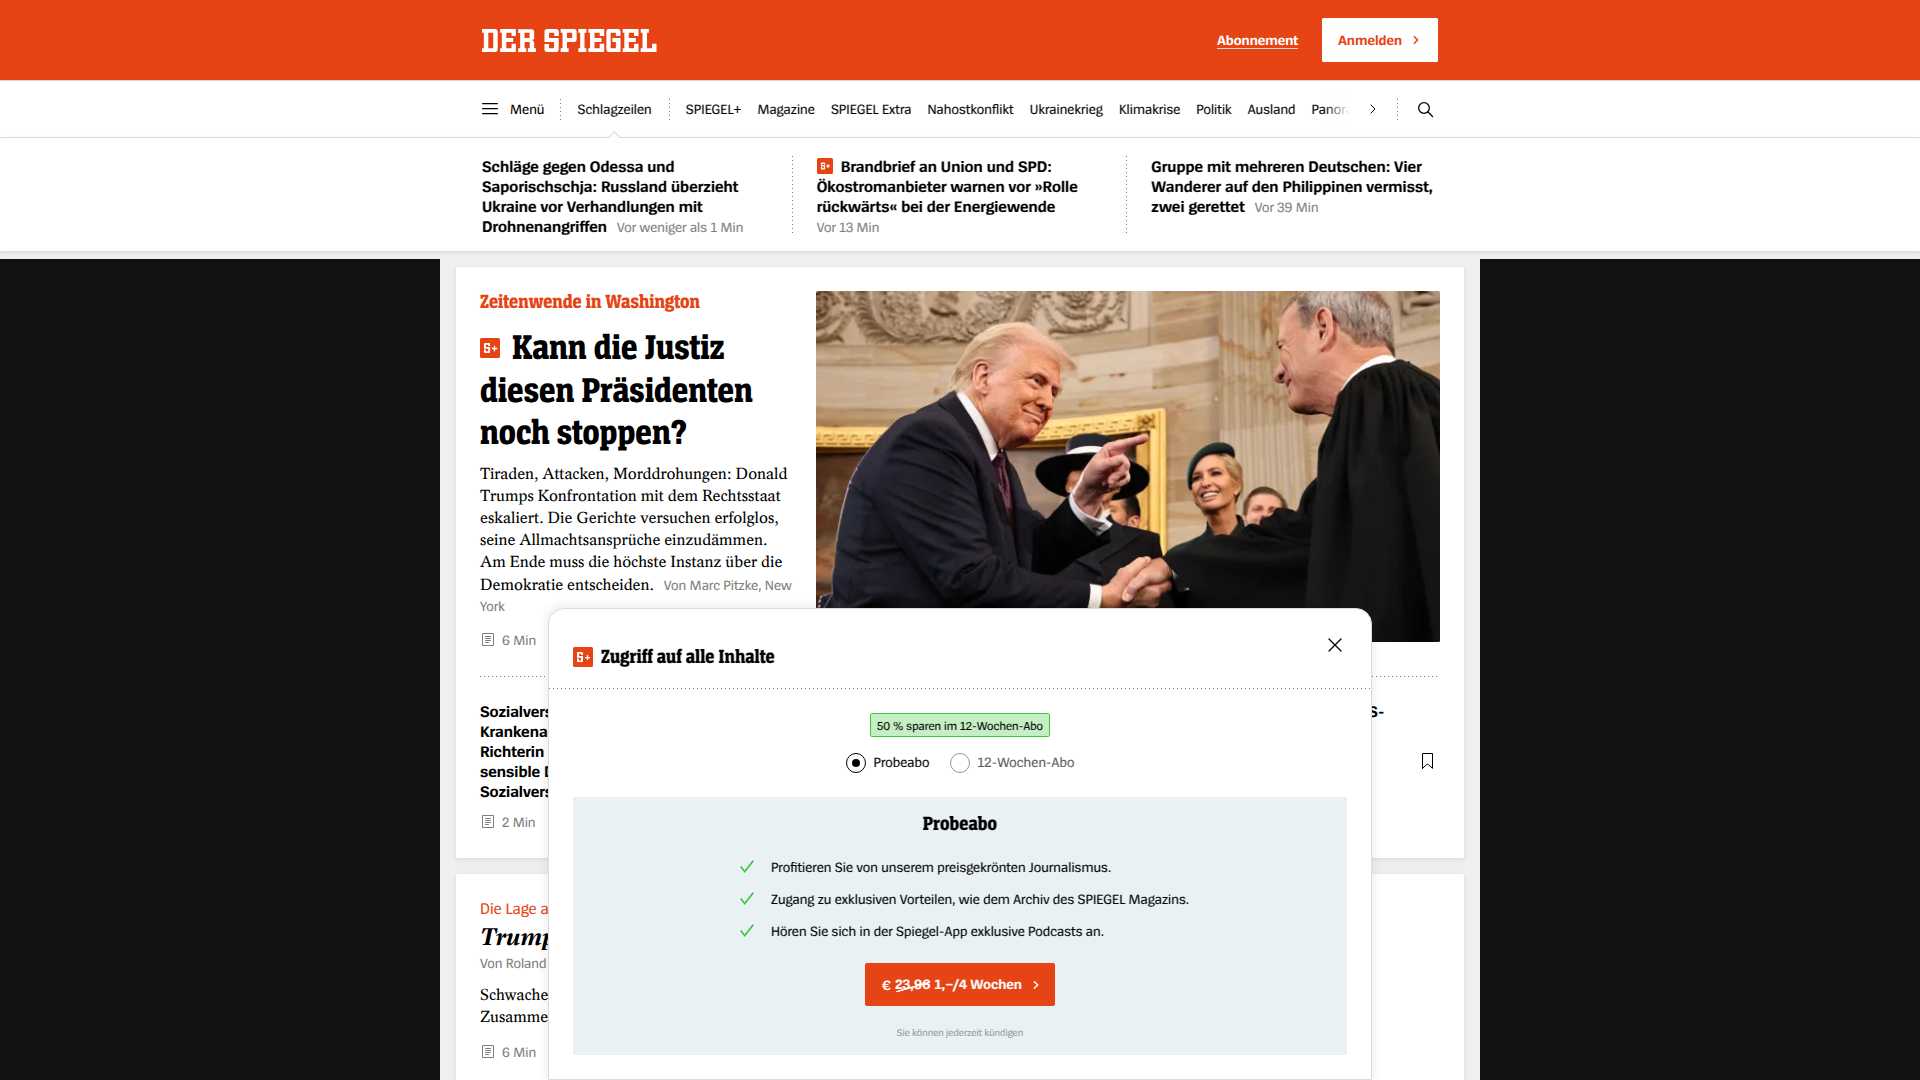 DER SPIEGEL
Abonnement
Anmelden
Menü
Schlagzeilen
SPIEGEL+
Magazine
SPIEGEL Extra
Nahostkonflikt
Ukrainekrieg
Klimakrise
Politik
Ausland
Panor
Schläge gegen Odessa und
Saporischschja: Russland überzieht
Ukraine vor Verhandlungen mit
Drohnenangriffen Vor weniger als 1 Min
Brandbrief an Union und SPD:
Ökostromanbieter warnen vor »Rolle
rückwärts« bei der Energiewende
Vor 13 Min
Gruppe mit mehreren Deutschen: Vier
Wanderer auf den Philippinen vermisst,
zwei gerettet Vor 39 Min
Zeitenwende in Washington
Kann die Justiz
diesen Präsidenten
noch stoppen?
Tiraden, Attacken, Morddrohungen: Donald
Trumps Konfrontation mit dem Rechtsstaat
eskaliert. Die Gerichte versuchen erfolglos,
seine Allmachtsansprüche einzudämmen.
Am Ende muss die höchste Instanz über die
Demokratie entscheiden. Von Marc Pitzke, New
York
6 Min
Sozialvers
Krankena
Richterin
sensible D
Sozialvers
2 Min
S-
Die Lage a
Trump
Von Roland
Schwache
Zusamme
6 Min
Zugriff auf alle Inhalte
50 % sparen im 12-Wochen-Abo
Probeabo
12-Wochen-Abo
Probeabo
Profitieren Sie von unserem preisgekrönten Journalismus.
Zugang zu exklusiven Vorteilen, wie dem Archiv des SPIEGEL Magazins.
Hören Sie sich in der Spiegel-App exklusive Podcasts an.
€ 23,96 1,–/4 Wochen
Sie können jederzeit kündigen